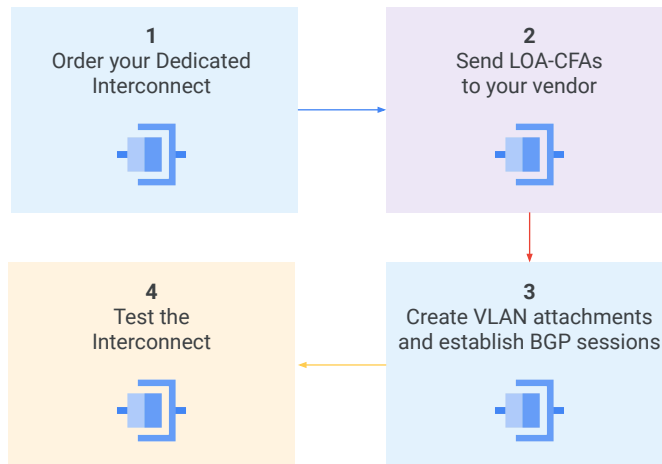 1
Order your Dedicated
Interconnect
2
Send LOA-CFAs
to your vendor
3
Create VLAN attachments
and establish BGP sessions
4
Test the
Interconnect